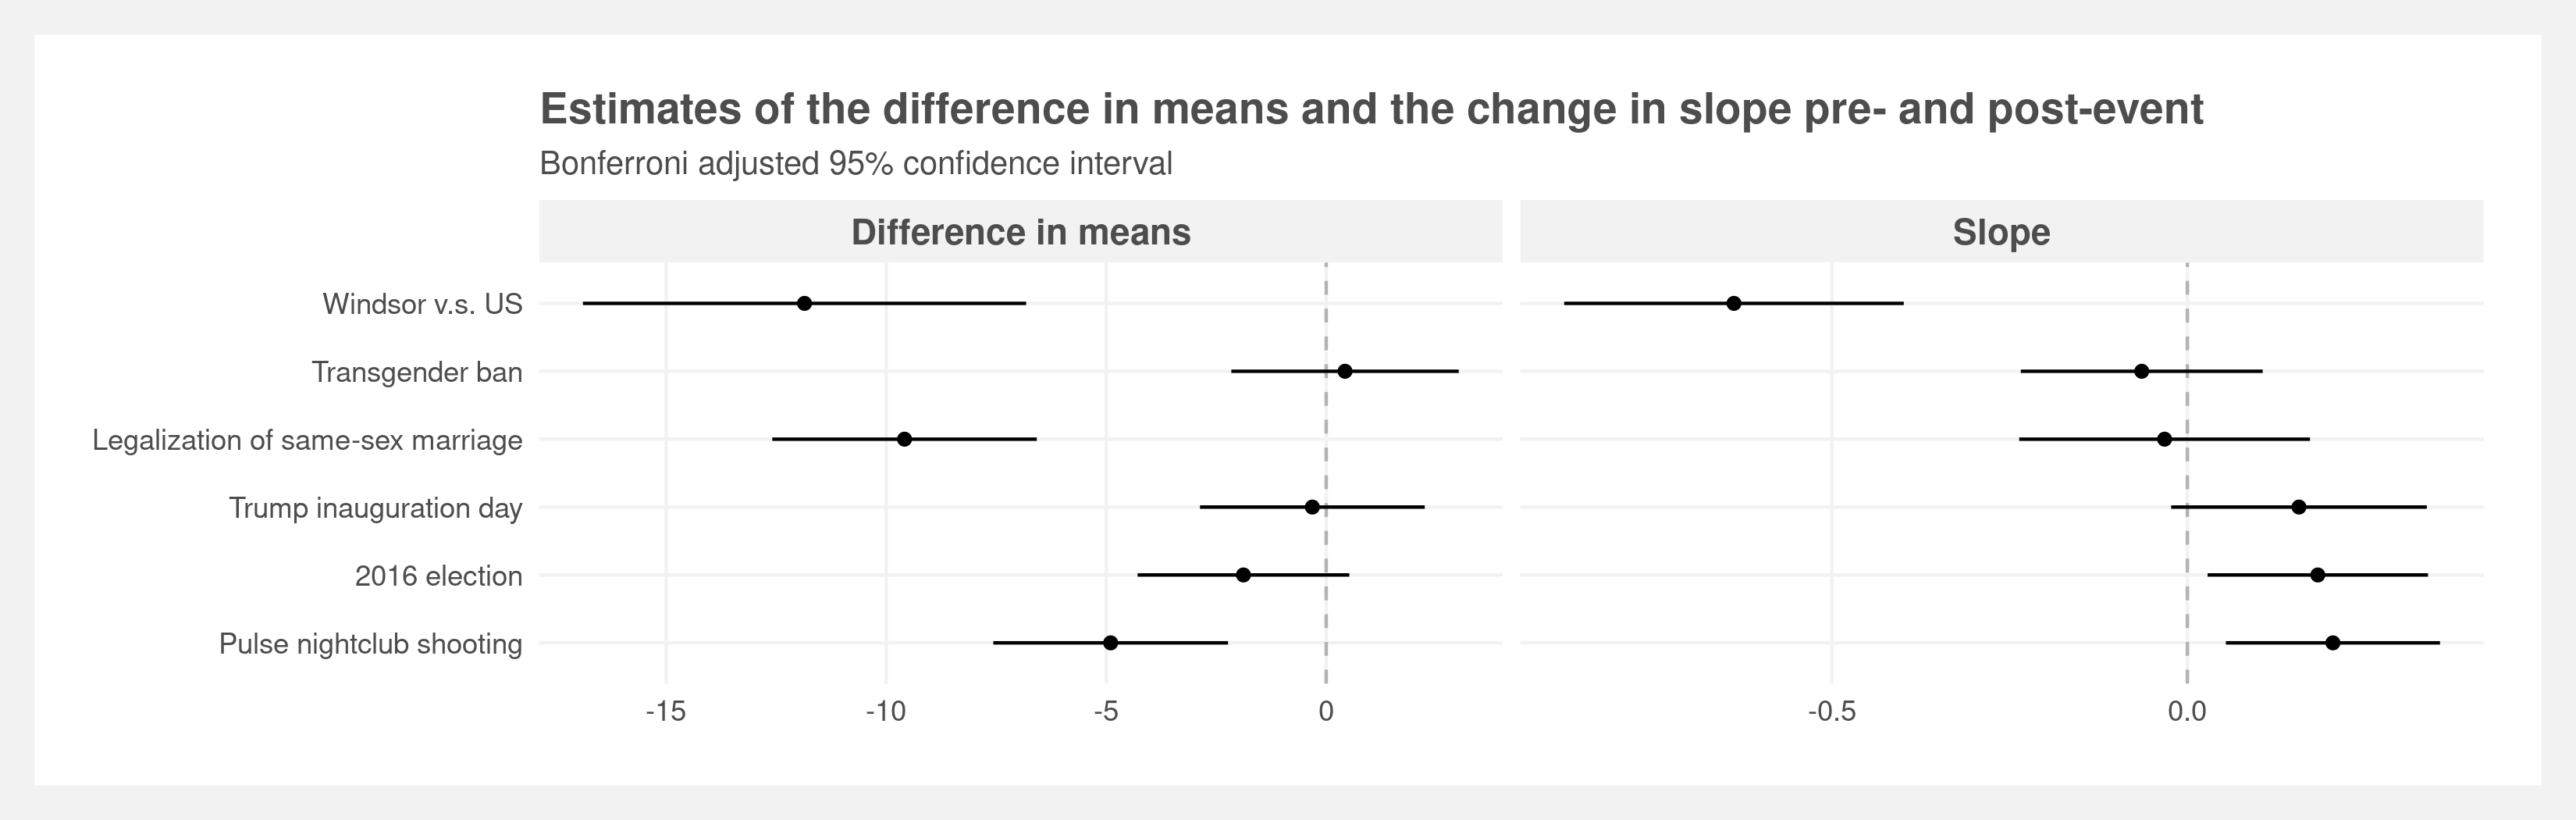 Estimates of the difference in means and the change in slope pre- and post-event
Bonferroni adjusted 95% confidence interval
Difference in means
Slope
Windsor v.s. US
Transgender ban
Legalization of same-sex marriage
Trump inauguration day
2016 election
Pulse nightclub shooting
-15 -10 -5 0
-0.5 0.0